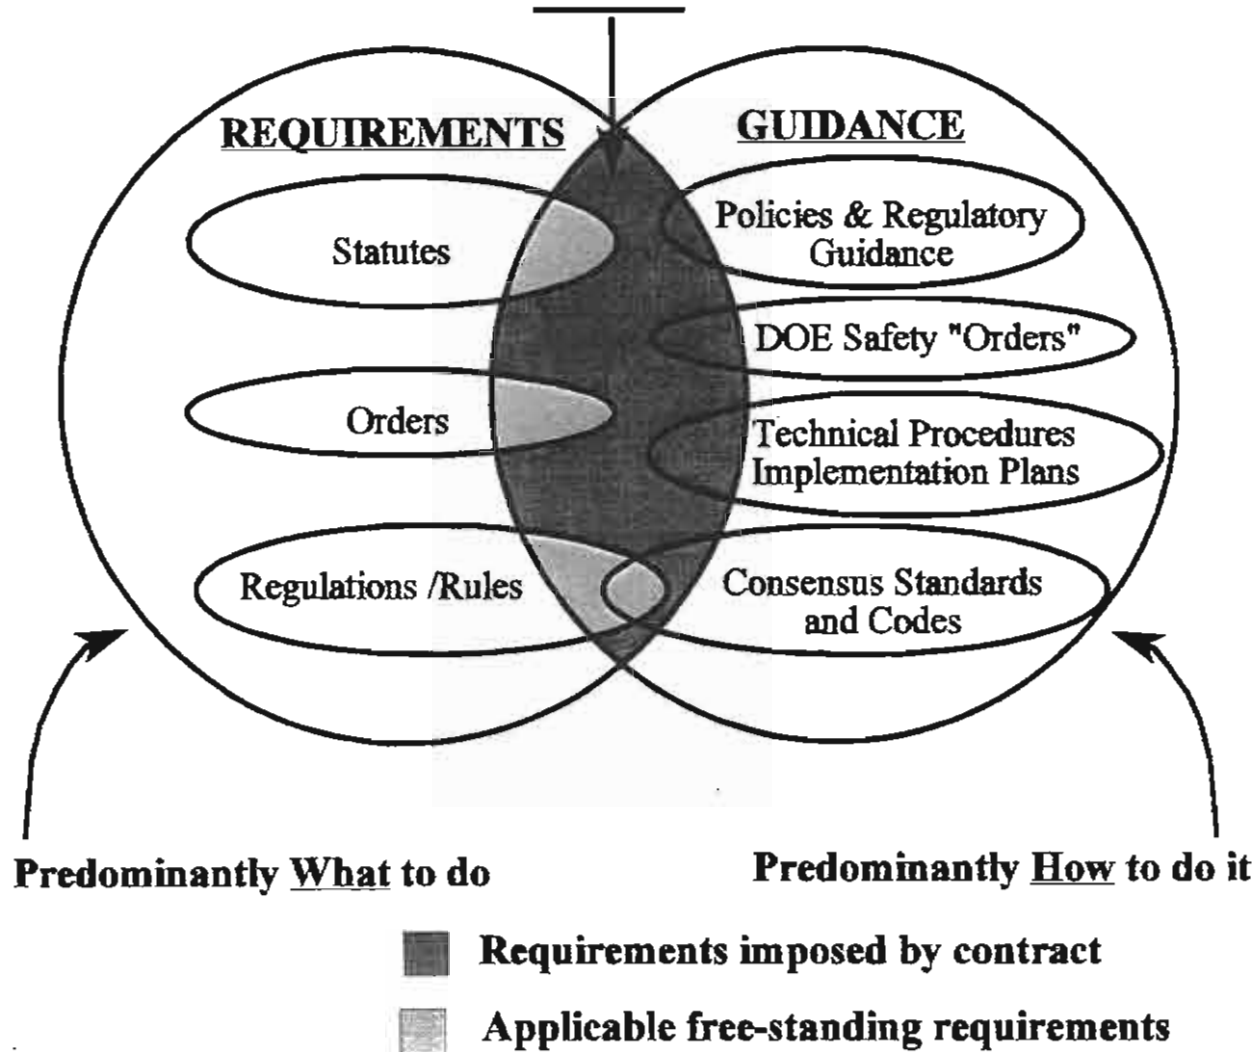 REQUIREMENTS
GUIDANCE
Statutes
Policies & Regulatory
Guidance
DOE Safety "Orders"
Orders
Technical Procedures
Implementation Plans
Regulations /Rules
Consensus Standards
and Codes
Predominantly What to do
Predominantly How to do it
Requirements imposed by contract
Applicable free-standing requirements